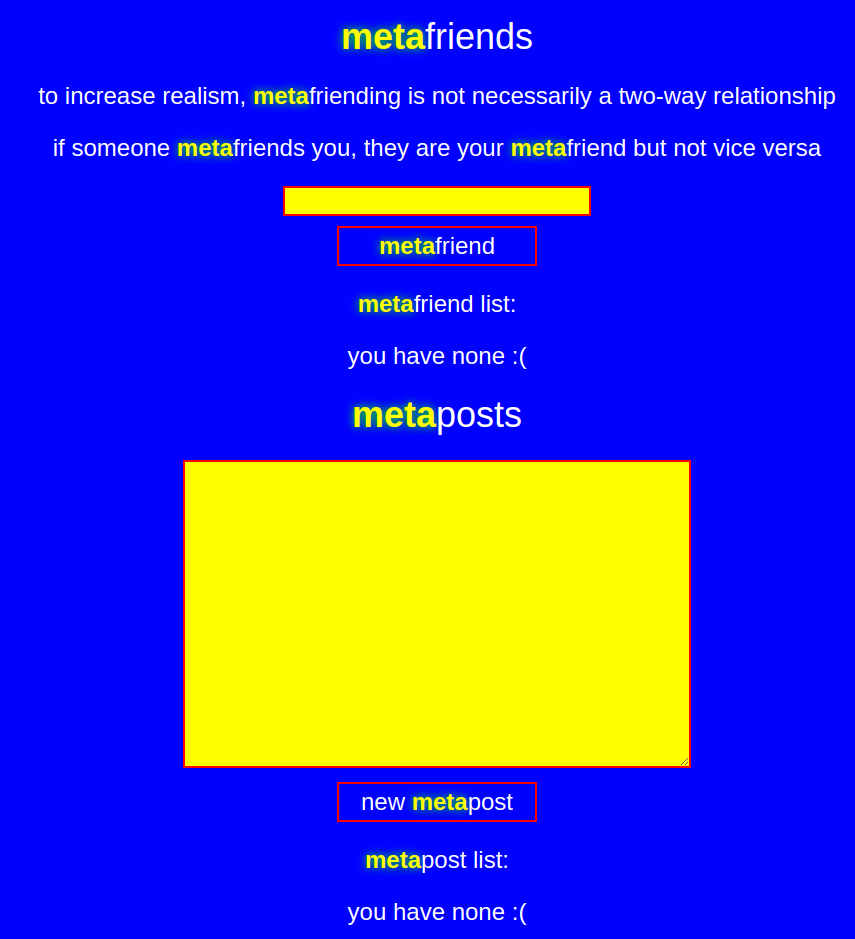 metafriends
to increase realism, metafriending is not necessarily a two-way relationship
if someone metafriends you, they are your metafriend but not vice versa
metafriend
metafriend list:
you have none :(
metaposts
new metapost
metapost list:
you have none :(